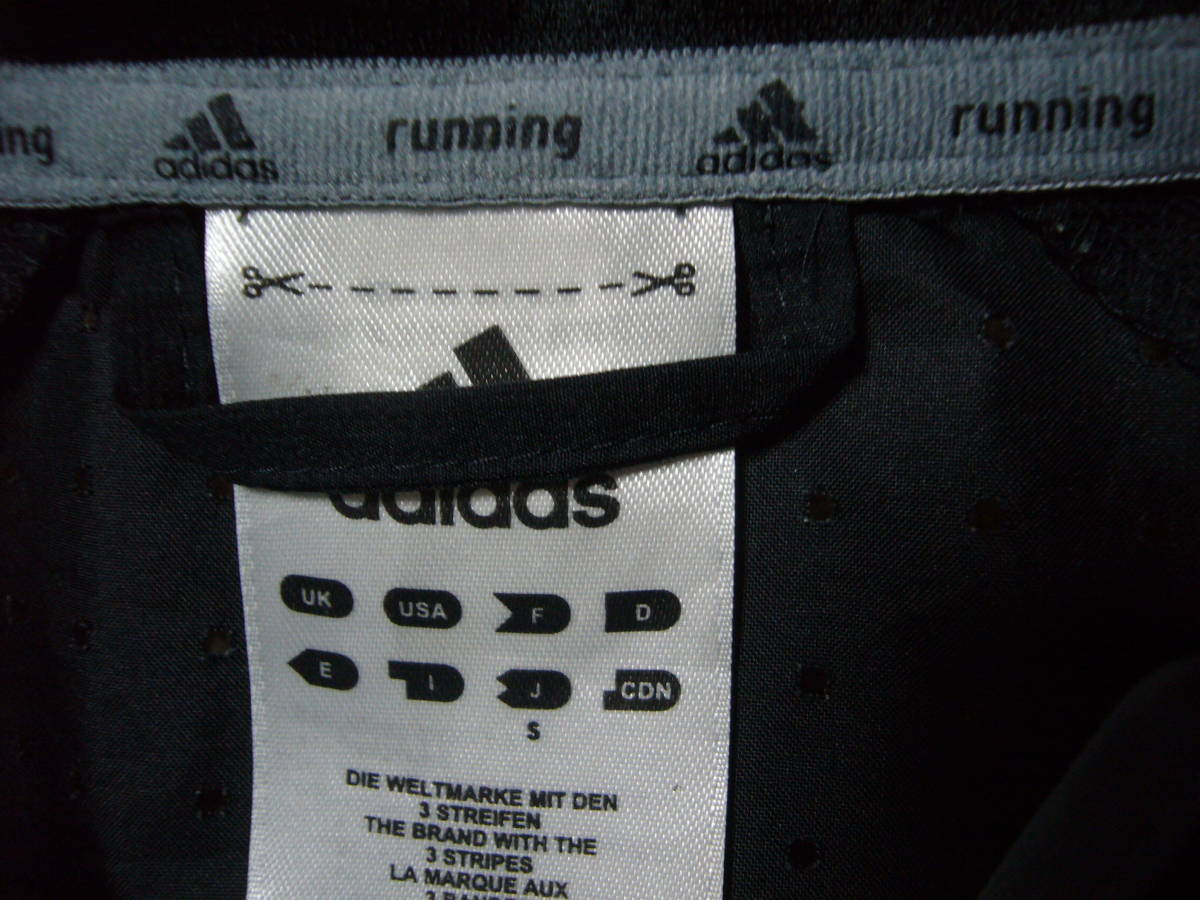 ing adidas running adidas running
adidas
UK USA F D
E I J CDN
S
DIE WELTMARKE MIT DEN
3 STREIFEN
THE BRAND WITH THE
3 STRIPES
LA MARQUE AUX